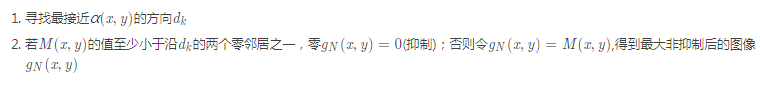 1. 寻找最接近α(x, y)的方向d_k
2. 若M(x, y)的值至少小于沿d_k的两个零邻居之一，零g_N(x, y) = 0(抑制)；否则令g_N(x, y) = M(x, y),得到最大非抑制后的图像
g_N(x, y)